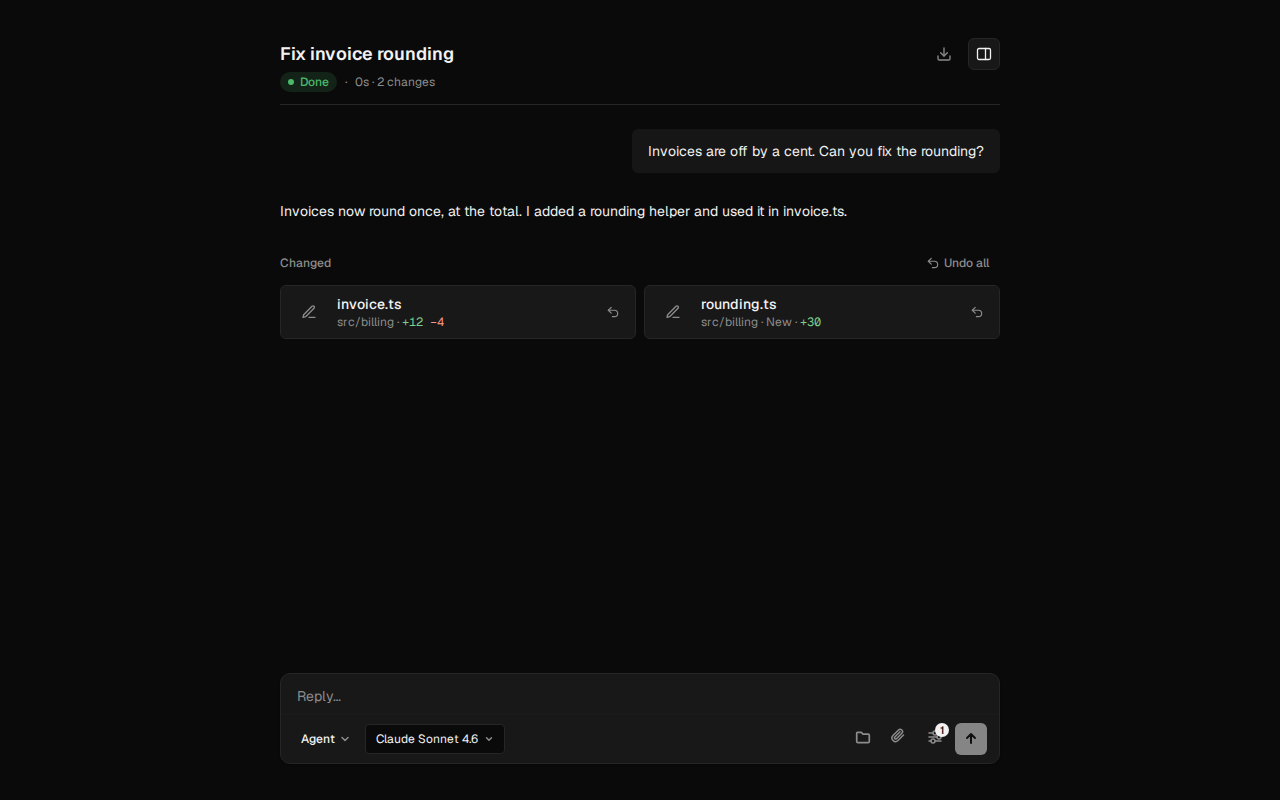 Fix invoice rounding
Done · 0s · 2 changes
Invoices are off by a cent. Can you fix the rounding?
Invoices now round once, at the total. I added a rounding helper and used it in invoice.ts.
Changed
Undo all
invoice.ts
src/billing · +12 −4
rounding.ts
src/billing · New · +30
Reply...
Agent
Claude Sonnet 4.6
1